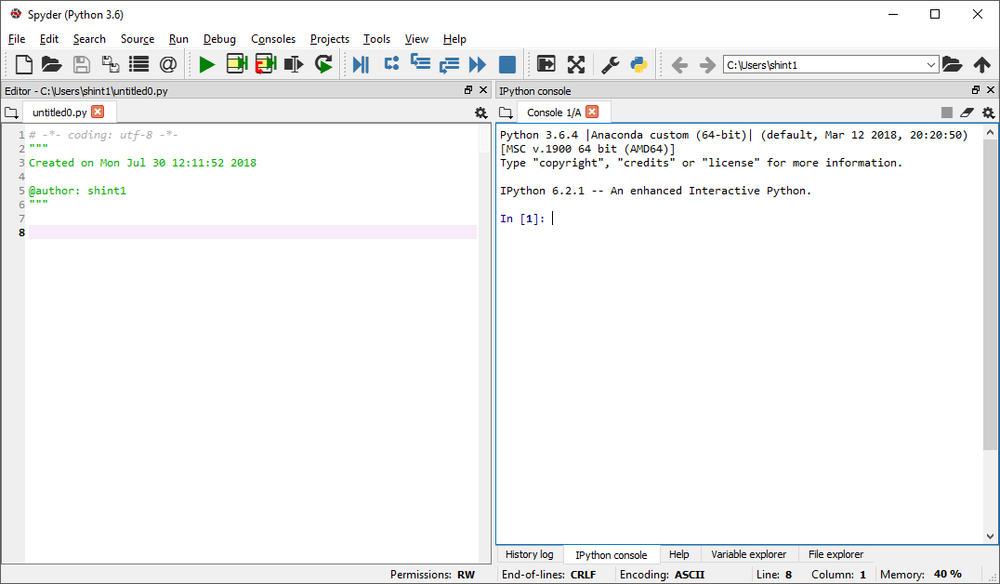 Spyder (Python 3.6)
File Edit Search Source Run Debug Consoles Projects Tools View Help
C:\Users\shint1
Editor - C:\Users\shint1\untitled0.py
untitled0.py
1 # -*- coding: utf-8 -*-
2 """
3 Created on Mon Jul 30 12:11:52 2018
4
5 @author: shint1
6 """
7
8
IPython console
Console 1/A
Python 3.6.4 |Anaconda custom (64-bit)| (default, Mar 12 2018, 20:20:50)
[MSC v.1900 64 bit (AMD64)]
Type "copyright", "credits" or "license" for more information.
IPython 6.2.1 -- An enhanced Interactive Python.
In [1]:
History log IPython console Help Variable explorer File explorer
Permissions: RW End-of-lines: CRLF Encoding: ASCII Line: 8 Column: 1 Memory: 40 %